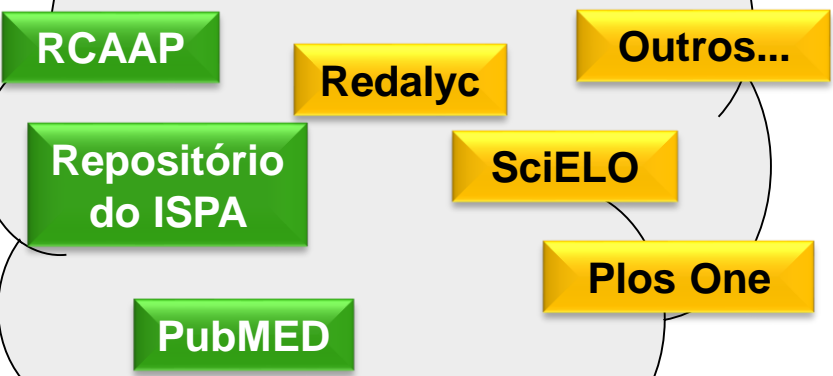 RCAAP
Redalyc
Outros...
Repositório
do ISPA
SciELO
Plos One
PubMED